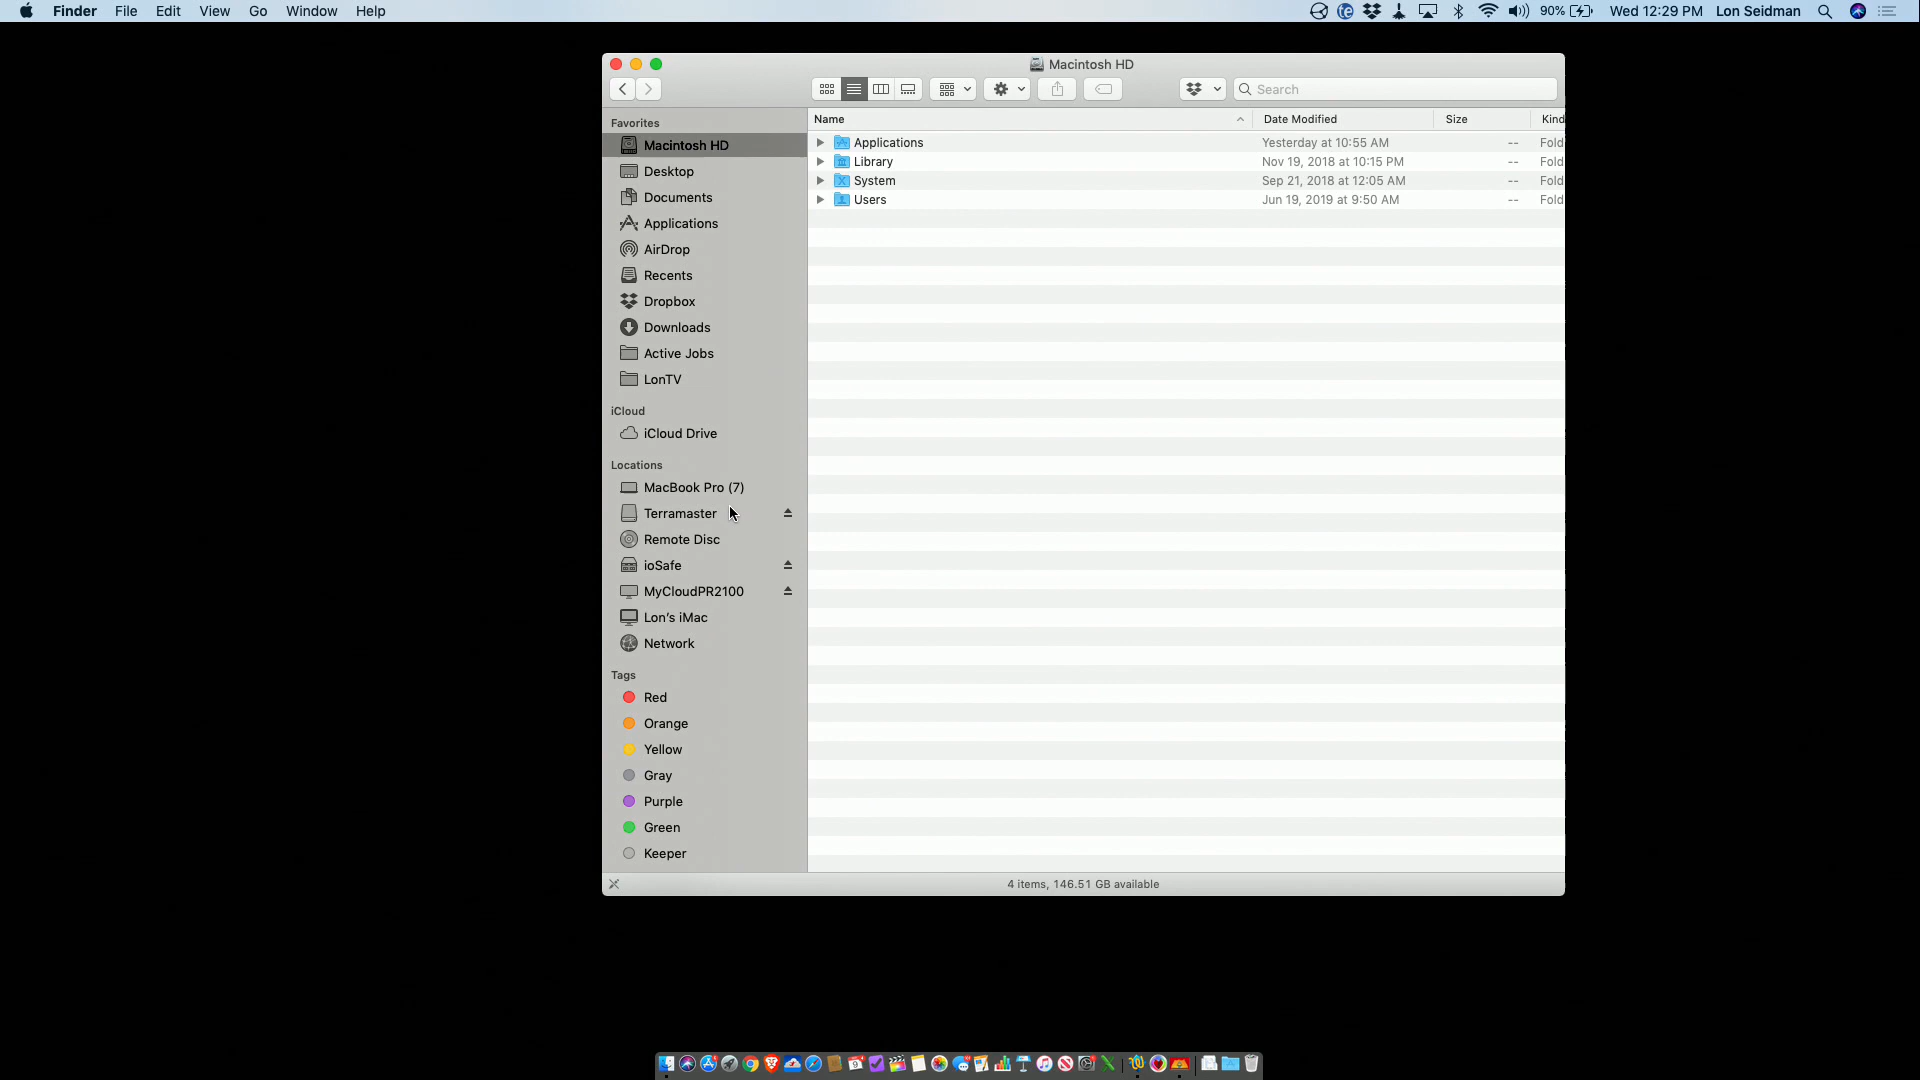 Finder File Edit View Go Window Help
te 90% Wed 12:29 PM Lon Seidman
Macintosh HD
Search
Favorites
Macintosh HD
Desktop
Documents
Applications
AirDrop
Recents
Dropbox
Downloads
Active Jobs
LonTV
iCloud
iCloud Drive
Locations
MacBook Pro (7)
Terramaster
Remote Disc
ioSafe
MyCloudPR2100
Lon's iMac
Network
Tags
Red
Orange
Yellow
Gray
Purple
Green
Keeper
Name Date Modified Size Kind
Applications Yesterday at 10:55 AM -- Fold
Library Nov 19, 2018 at 10:15 PM -- Fold
System Sep 21, 2018 at 12:05 AM -- Fold
Users Jun 19, 2019 at 9:50 AM -- Fold
4 items, 146.51 GB available